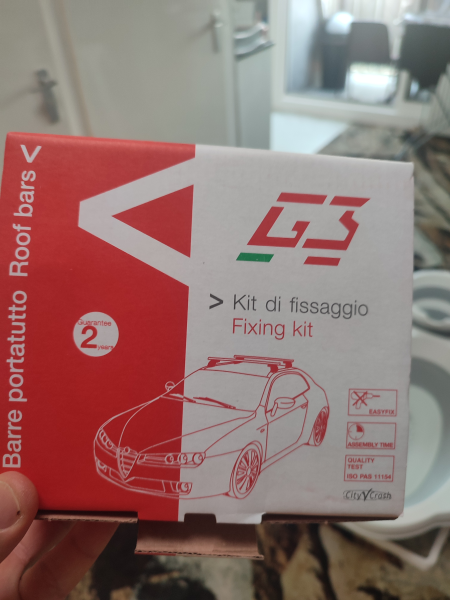 Barre portatutto Roof bars <
G3
> Kit di fissaggio
Fixing kit
Guarantee
2
years
EASYFIX
ASSEMBLY TIME
QUALITY
TEST
ISO PAS 11154
City Crash